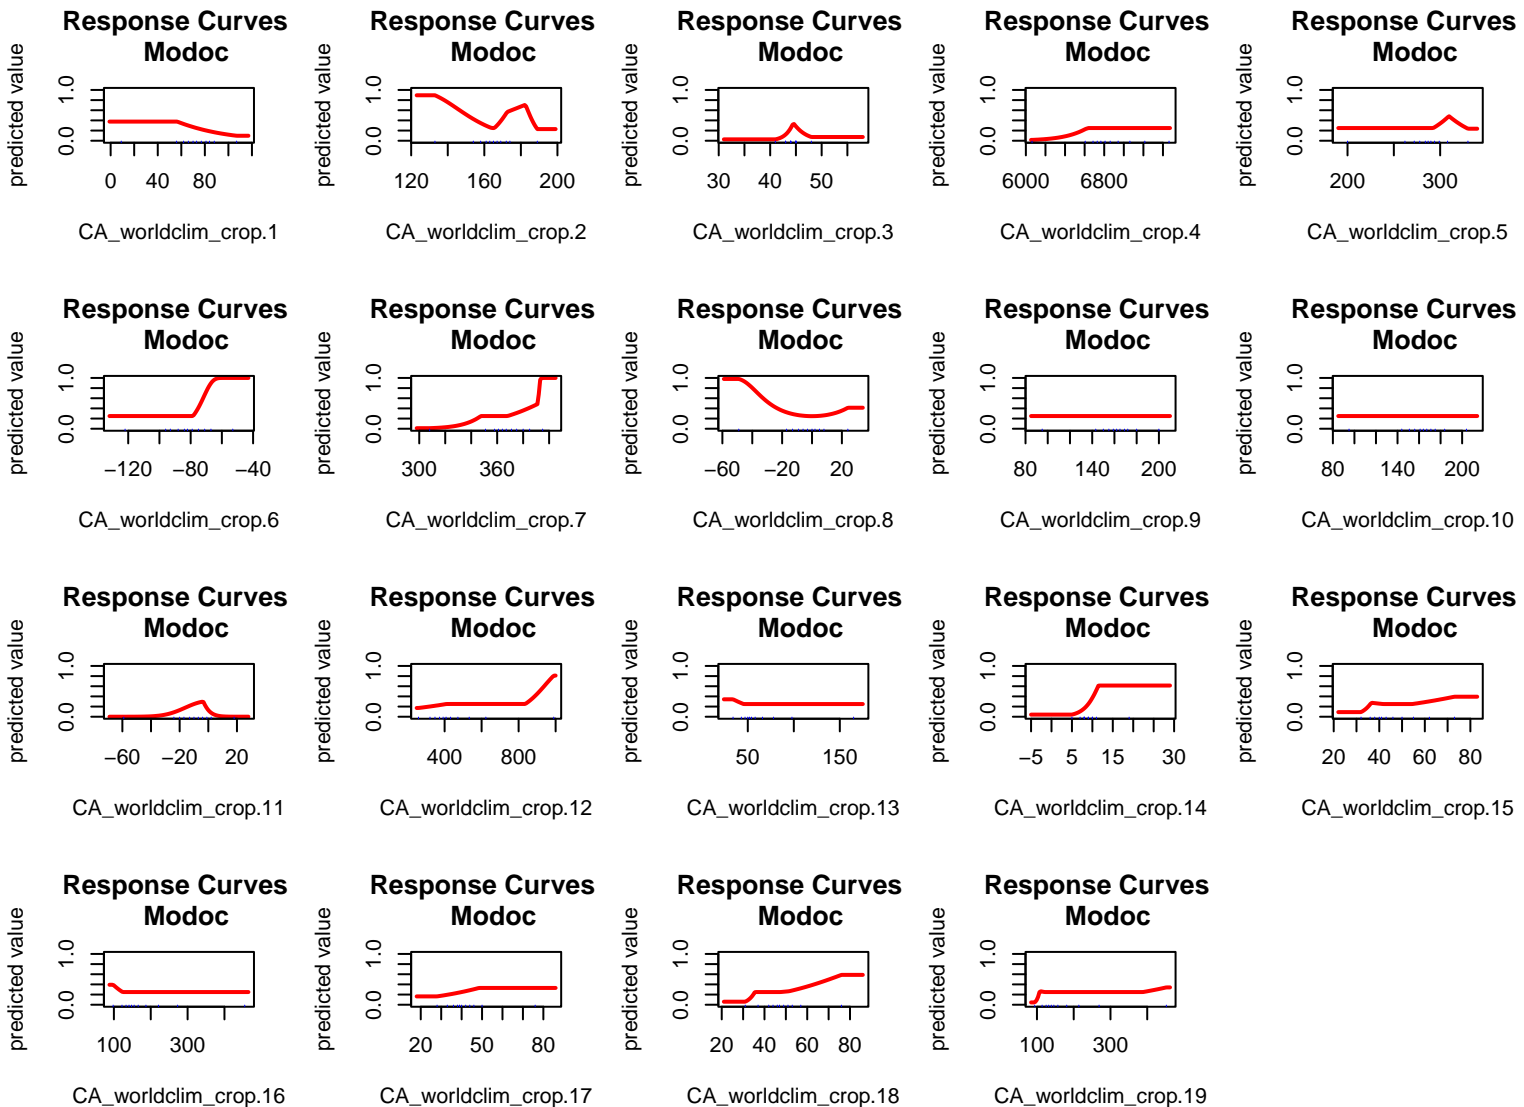 Response Curves
Modoc
predicted value
0.0 1.0
0 40 80
CA_worldclim_crop.1
Response Curves
Modoc
predicted value
0.0 1.0
120 160 200
CA_worldclim_crop.2
Response Curves
Modoc
predicted value
0.0 1.0
30 40 50
CA_worldclim_crop.3
Response Curves
Modoc
predicted value
0.0 1.0
6000 6800
CA_worldclim_crop.4
Response Curves
Modoc
predicted value
0.0 1.0
200 300
CA_worldclim_crop.5
Response Curves
Modoc
predicted value
0.0 1.0
−120 −80 −40
CA_worldclim_crop.6
Response Curves
Modoc
predicted value
0.0 1.0
300 360
CA_worldclim_crop.7
Response Curves
Modoc
predicted value
0.0 1.0
−60 −20 20
CA_worldclim_crop.8
Response Curves
Modoc
predicted value
0.0 1.0
80 140 200
CA_worldclim_crop.9
Response Curves
Modoc
predicted value
0.0 1.0
80 140 200
CA_worldclim_crop.10
Response Curves
Modoc
predicted value
0.0 1.0
−60 −20 20
CA_worldclim_crop.11
Response Curves
Modoc
predicted value
0.0 1.0
400 800
CA_worldclim_crop.12
Response Curves
Modoc
predicted value
0.0 1.0
50 150
CA_worldclim_crop.13
Response Curves
Modoc
predicted value
0.0 1.0
−5 5 15 30
CA_worldclim_crop.14
Response Curves
Modoc
predicted value
0.0 1.0
20 40 60 80
CA_worldclim_crop.15
Response Curves
Modoc
predicted value
0.0 1.0
100 300
CA_worldclim_crop.16
Response Curves
Modoc
predicted value
0.0 1.0
20 50 80
CA_worldclim_crop.17
Response Curves
Modoc
predicted value
0.0 1.0
20 40 60 80
CA_worldclim_crop.18
Response Curves
Modoc
predicted value
0.0 1.0
100 300
CA_worldclim_crop.19